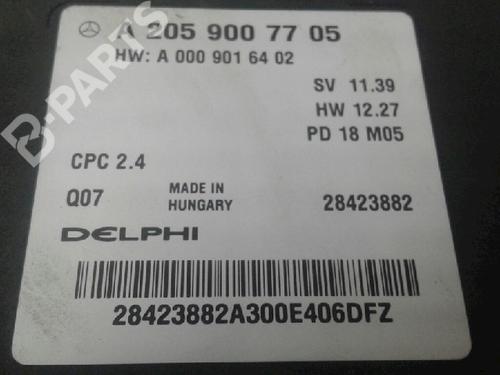 A 205 900 77 05
HW: A 000 901 64 02
SV 11.39
HW 12.27
PD 18 M05
CPC 2.4
Q07
MADE IN
HUNGARY
28423882
DELPHI
28423882A300E406DFZ
B-PARTS